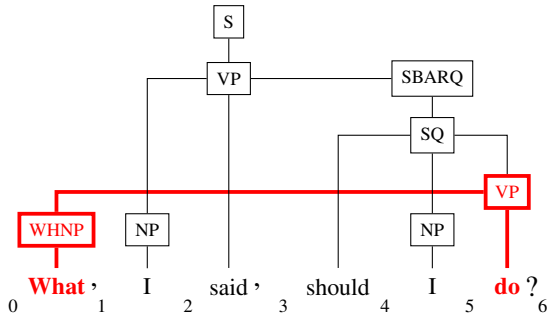 S
VP SBARQ
SQ
VP
WHNP NP NP
What , I said , should I do ?
0 1 2 3 4 5 6